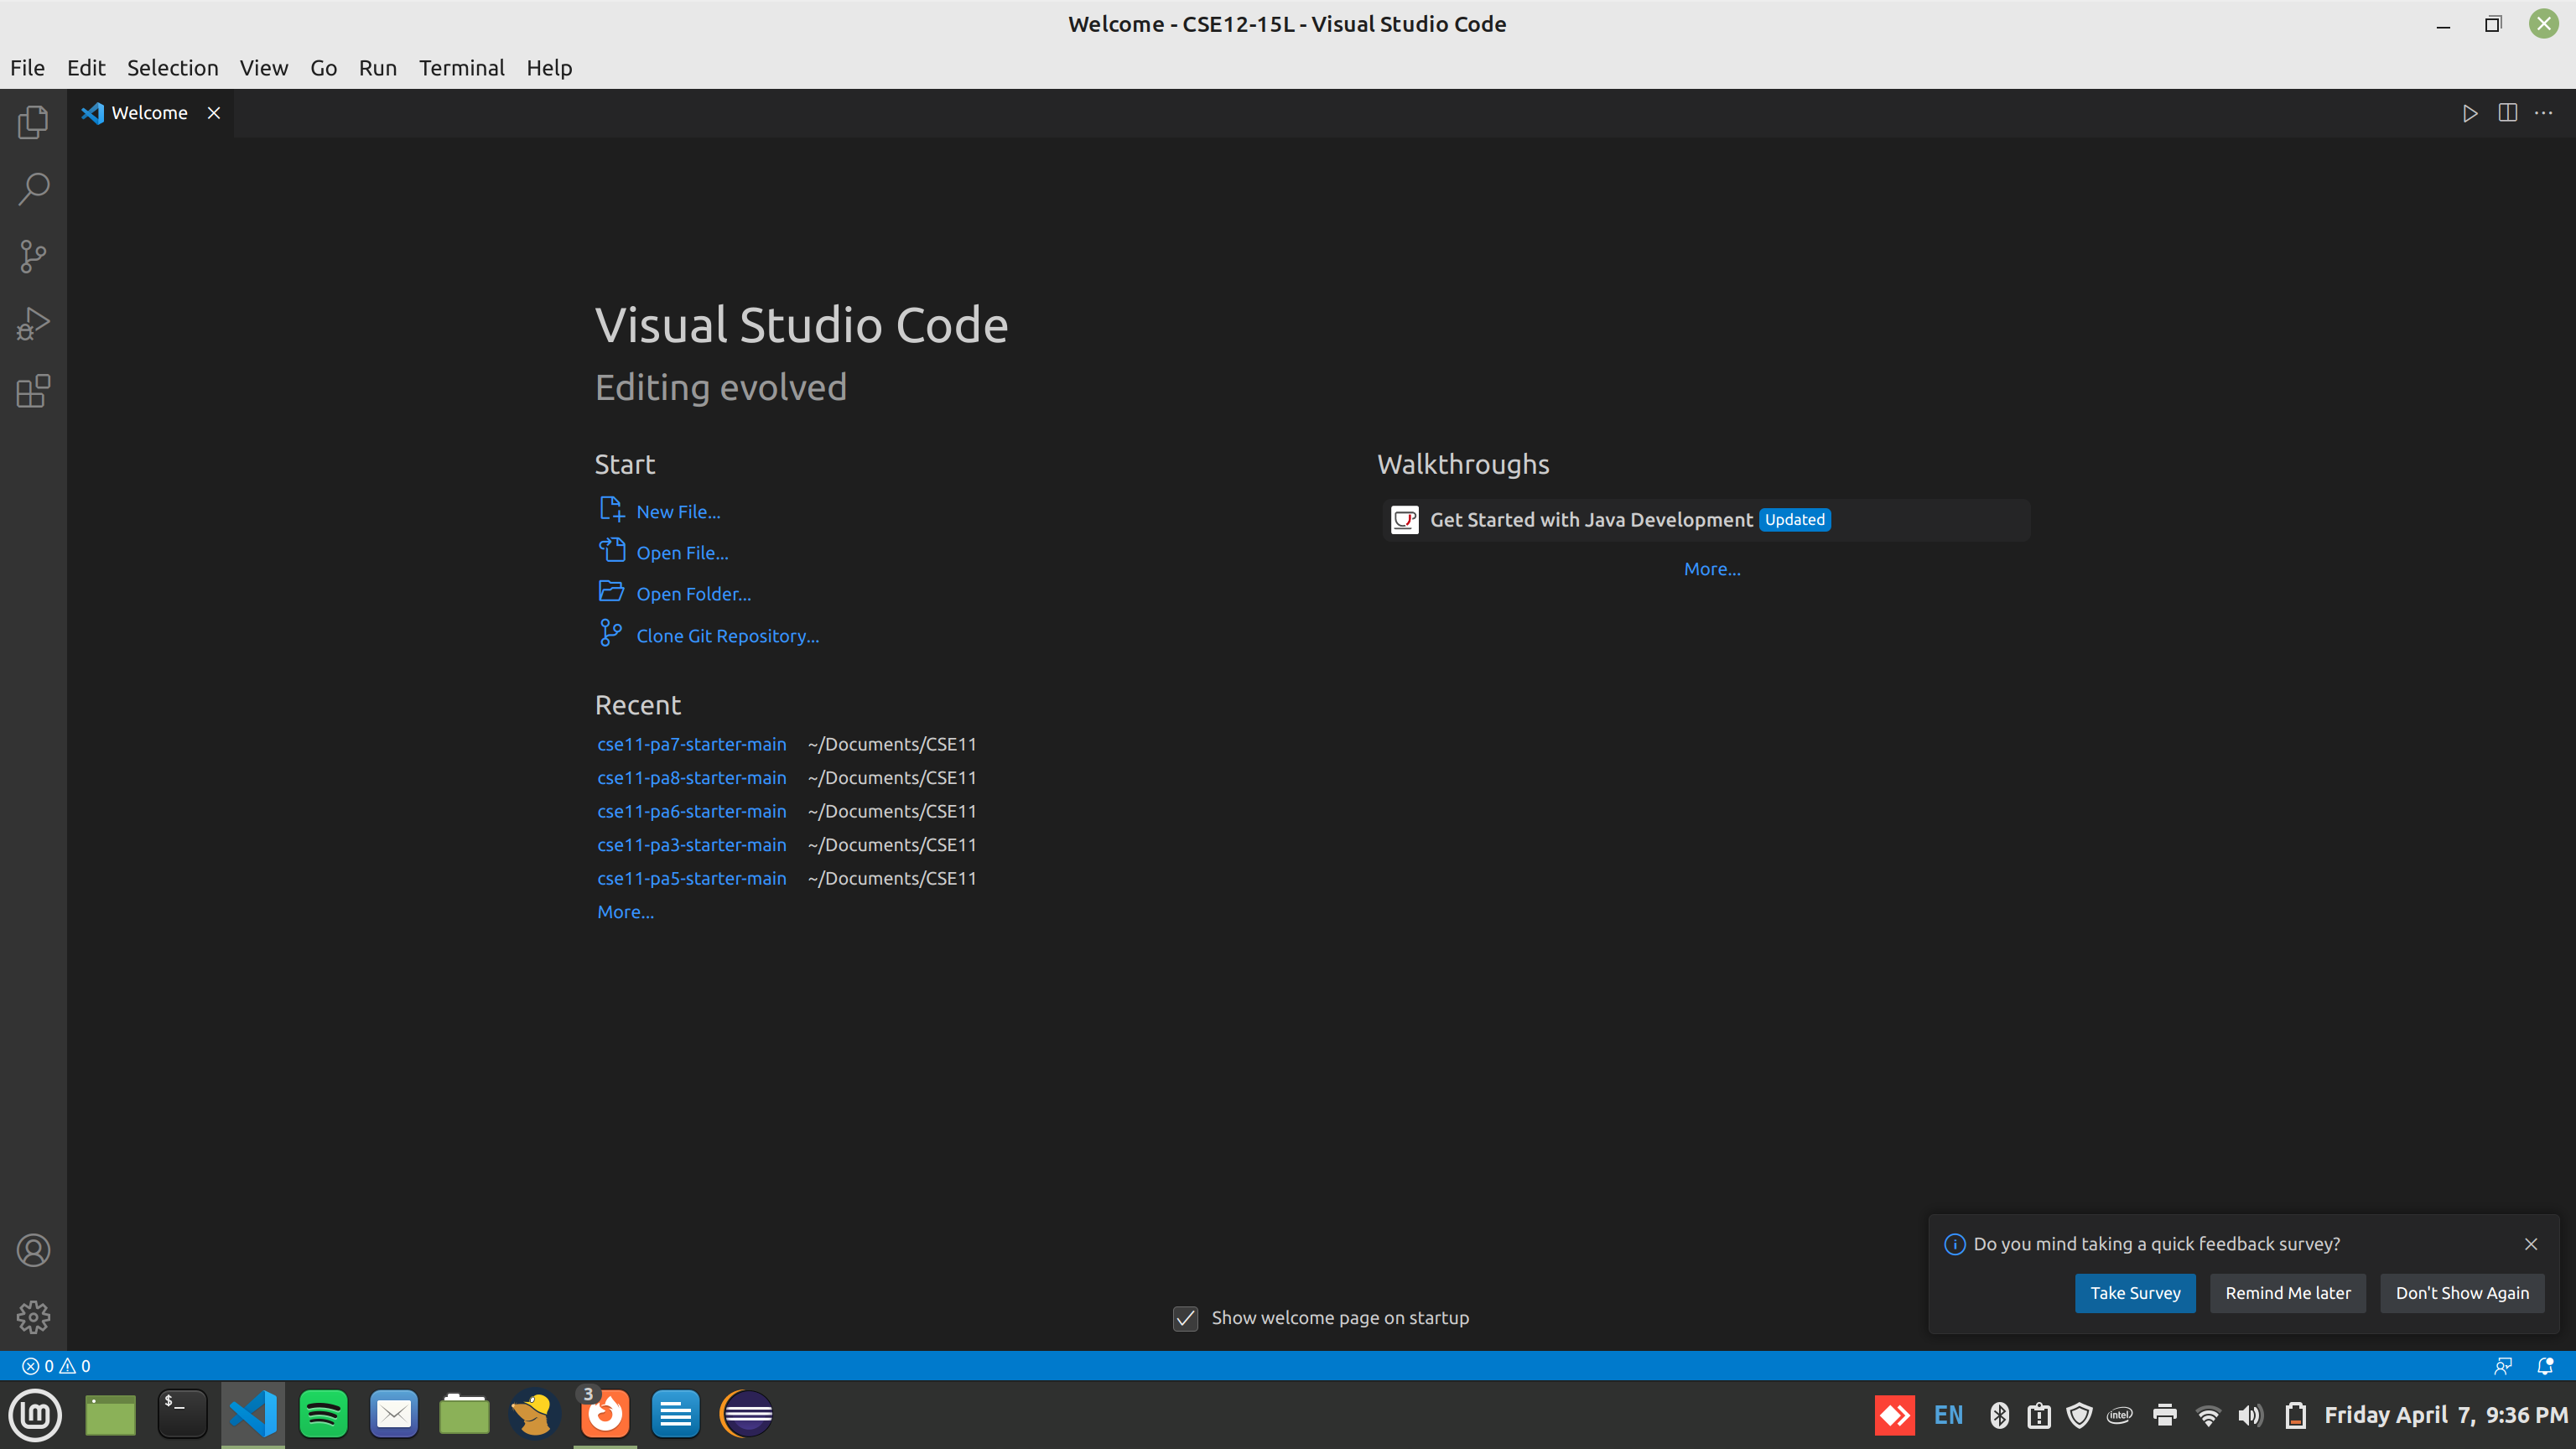 Welcome - CSE12-15L - Visual Studio Code
File Edit Selection View Go Run Terminal Help
Welcome
Visual Studio Code
Editing evolved
Start
New File...
Open File...
Open Folder...
Clone Git Repository...
Recent
cse11-pa7-starter-main ~/Documents/CSE11
cse11-pa8-starter-main ~/Documents/CSE11
cse11-pa6-starter-main ~/Documents/CSE11
cse11-pa3-starter-main ~/Documents/CSE11
cse11-pa5-starter-main ~/Documents/CSE11
More...
Walkthroughs
Get Started with Java Development Updated
More...
Do you mind taking a quick feedback survey?
Take Survey Remind Me later Don't Show Again
Show welcome page on startup
0 0
$_ 3 EN intel Friday April 7, 9:36 PM